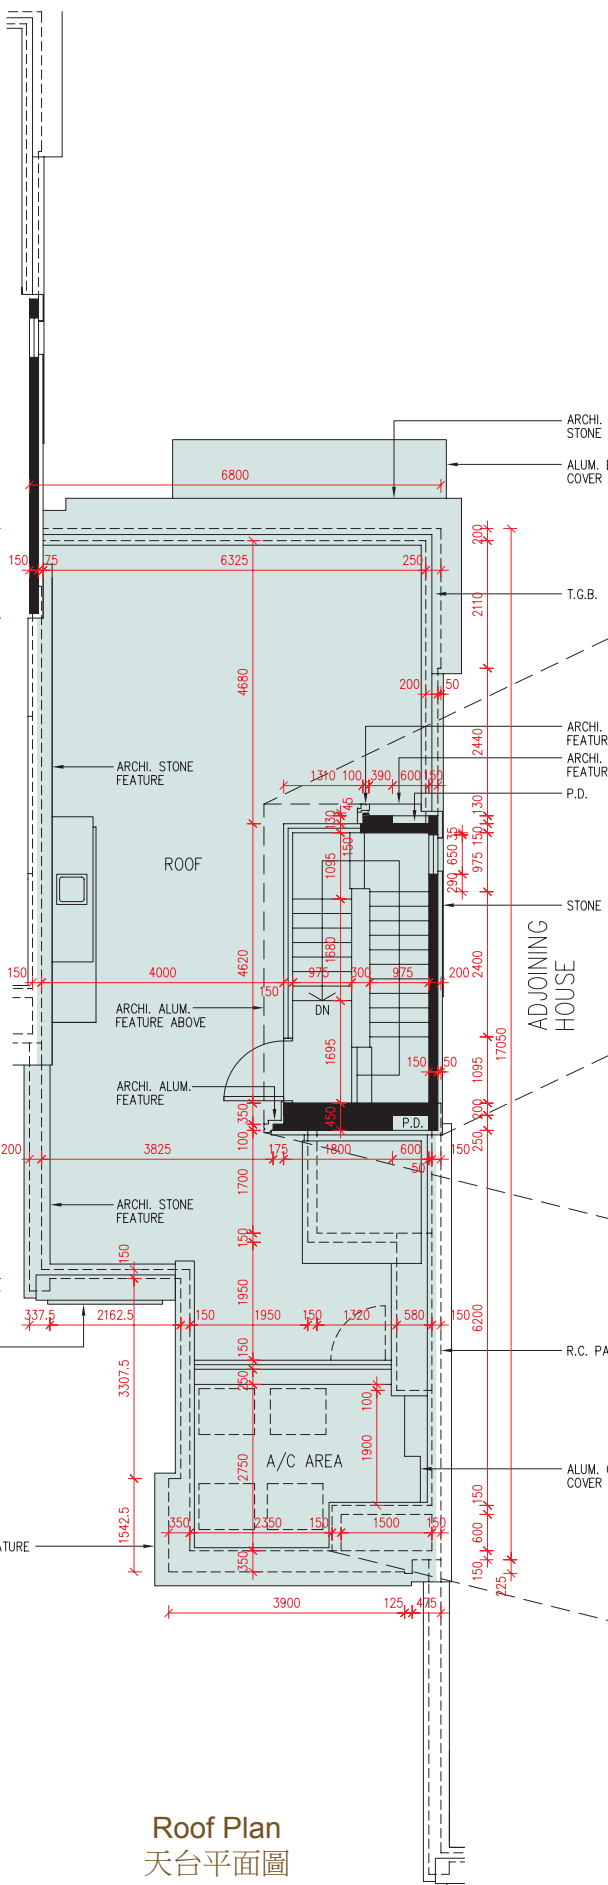 ARCHI.
STONE
ALUM.
COVER
6800
150
75
6325
250
200
2110
T.G.B.
4680
200
50
2440
ARCHI. STONE
FEATURE
ARCHI.
FEATUR
ARCHI.
FEATUR
P.D.
1310
100
390
600
150
45
130
130
150
35
150
ROOF
1095
650
975
290
STONE
4620
1680
2400
ADJOINING
HOUSE
150
4000
150
975
300
975
200
ARCHI. ALUM.
FEATURE ABOVE
DN
17050
1695
150
50
1095
ARCHI. ALUM.
FEATURE
350
450
P.D.
200
100
250
200
3825
175
1800
600
150
50
1700
ARCHI. STONE
FEATURE
150
150
1950
337.5
2162.5
150
1950
150
1320
580
150
6200
R.C. PA
150
3307.5
250
100
A/C AREA
2750
1900
ALUM.
COVER
150
1542.5
350
2350
150
1500
150
600
ATURE
350
150
225
3900
125
475
Roof Plan
天台平面圖